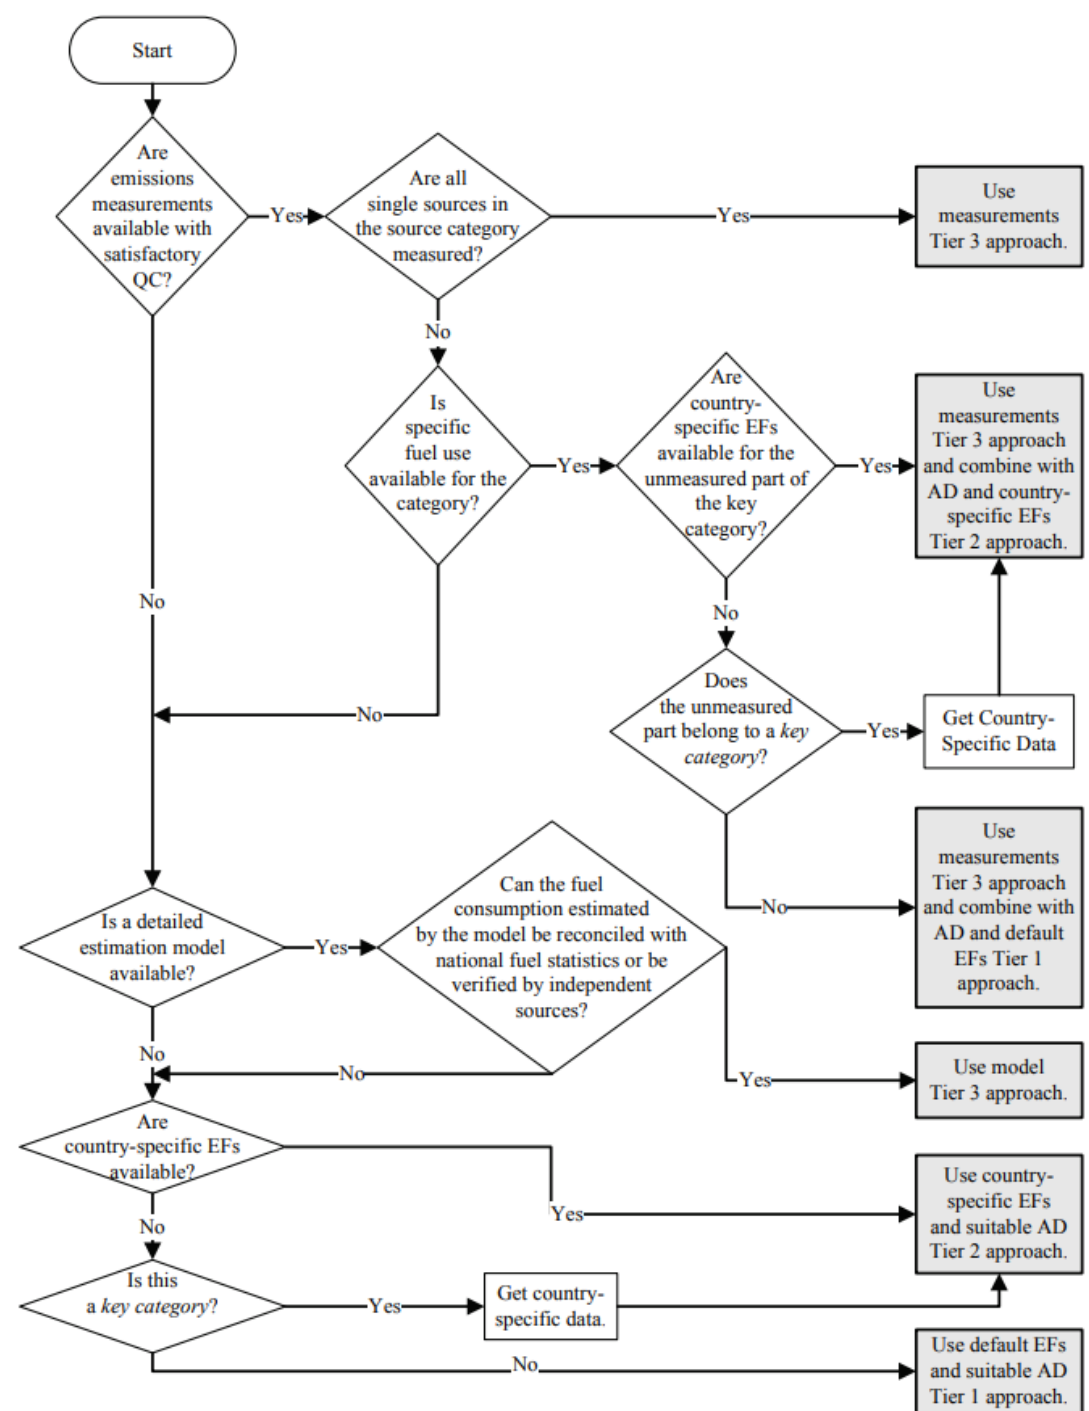 Start
Are
emissions
measurements
available with
satisfactory
QC?
Yes
Are all
single sources in
the source category
measured?
Yes
Use
measurements
Tier 3 approach.
No
Is
specific
fuel use
available for the
category?
Yes
Are
country-
specific EFs
available for the
unmeasured part of
the key
category?
Yes
Use
measurements
Tier 3 approach
and combine with
AD and country-
specific EFs
Tier 2 approach.
No
No
Does
the unmeasured
part belong to a key
category?
Yes
Get Country-
Specific Data
No
No
Use
measurements
Tier 3 approach
and combine with
AD and default
EFs Tier 1
approach.
Is a detailed
estimation model
available?
Yes
Can the fuel
consumption estimated
by the model be reconciled with
national fuel statistics or be
verified by independent
sources?
No
No
Yes
Use model
Tier 3 approach.
Are
country-specific EFs
available?
Yes
Use country-
specific EFs
and suitable AD
Tier 2 approach.
No
Is this
a key category?
Yes
Get country-
specific data.
No
Use default EFs
and suitable AD
Tier 1 approach.